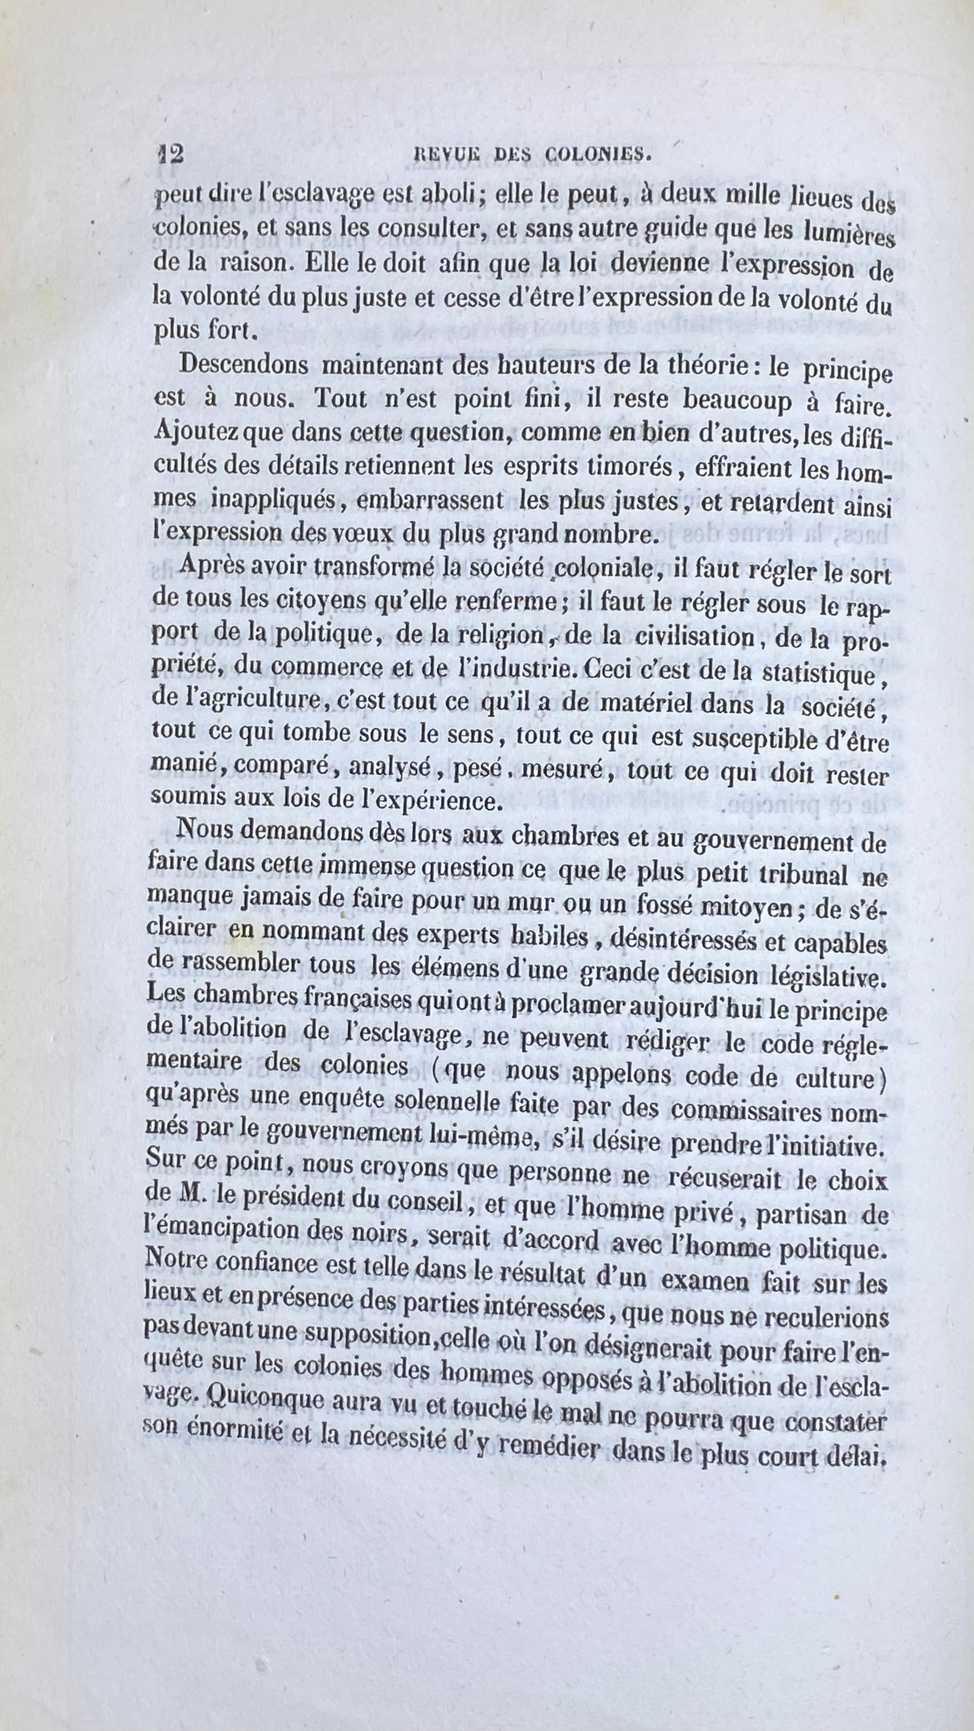 12 REVUE DES COLONIES.
peut dire l'esclavage est aboli; elle le peut, à deux mille lieues des
colonies, et sans les consulter, et sans autre guide que les lumières
de la raison. Elle le doit afin que la loi devienne l'expression de
la volonté du plus juste et cesse d'être l'expression de la volonté du
plus fort.
Descendons maintenant des hauteurs de la théorie: le principe
est à nous. Tout n'est point fini, il reste beaucoup à faire.
Ajoutez que dans cette question, comme en bien d'autres, les diffi-
cultés des détails retiennent les esprits timorés, effraient les hom-
mes inappliqués, embarrassent les plus justes, et retardent ainsi
l'expression des vœux du plus grand nombre.
Après avoir transformé la société coloniale, il faut régler le sort
de tous les citoyens qu'elle renferme; il faut le régler sous le rap-
port de la politique, de la religion, de la civilisation, de la pro-
priété, du commerce et de l'industrie. Ceci c'est de la statistique,
de l'agriculture, c'est tout ce qu'il a de matériel dans la société,
tout ce qui tombe sous le sens, tout ce qui est susceptible d'être
manié, comparé, analysé, pesé, mesuré, tout ce qui doit rester
soumis aux lois de l'expérience.
Nous demandons dès lors aux chambres et au gouvernement de
faire dans cette immense question ce que le plus petit tribunal ne
manque jamais de faire pour un mur ou un fossé mitoyen; de s'é-
clairer en nommant des experts habiles, désintéressés et capables
de rassembler tous les élémens d'une grande décision législative.
Les chambres françaises qui ont à proclamer aujourd'hui le principe
de l'abolition de l'esclavage, ne peuvent rédiger le code régle-
mentaire des colonies (que nous appelons code de culture)
qu'après une enquête solennelle faite par des commissaires nom-
més par le gouvernement lui-même, s'il désire prendre l'initiative.
Sur ce point, nous croyons que personne ne récuserait le choix
de M. le président du conseil, et que l'homme privé, partisan de
l'émancipation des noirs, serait d'accord avec l'homme politique.
Notre confiance est telle dans le résultat d'un examen fait sur les
lieux et en présence des parties intéressées, que nous ne reculerions
pas devant une supposition, celle où l'on désignerait pour faire l'en-
quête sur les colonies des hommes opposés à l'abolition de l'escla-
vage. Quiconque aura vu et touché le mal ne pourra que constater
son énormité et la nécessité d'y remédier dans le plus court délai.